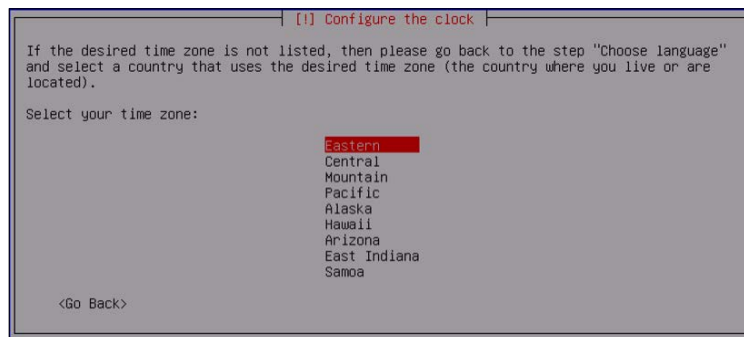 [!] Configure the clock
If the desired time zone is not listed, then please go back to the step "Choose language"
and select a country that uses the desired time zone (the country where you live or are
located).
Select your time zone:
Eastern
Central
Mountain
Pacific
Alaska
Hawaii
Arizona
East Indiana
Samoa
<Go Back>